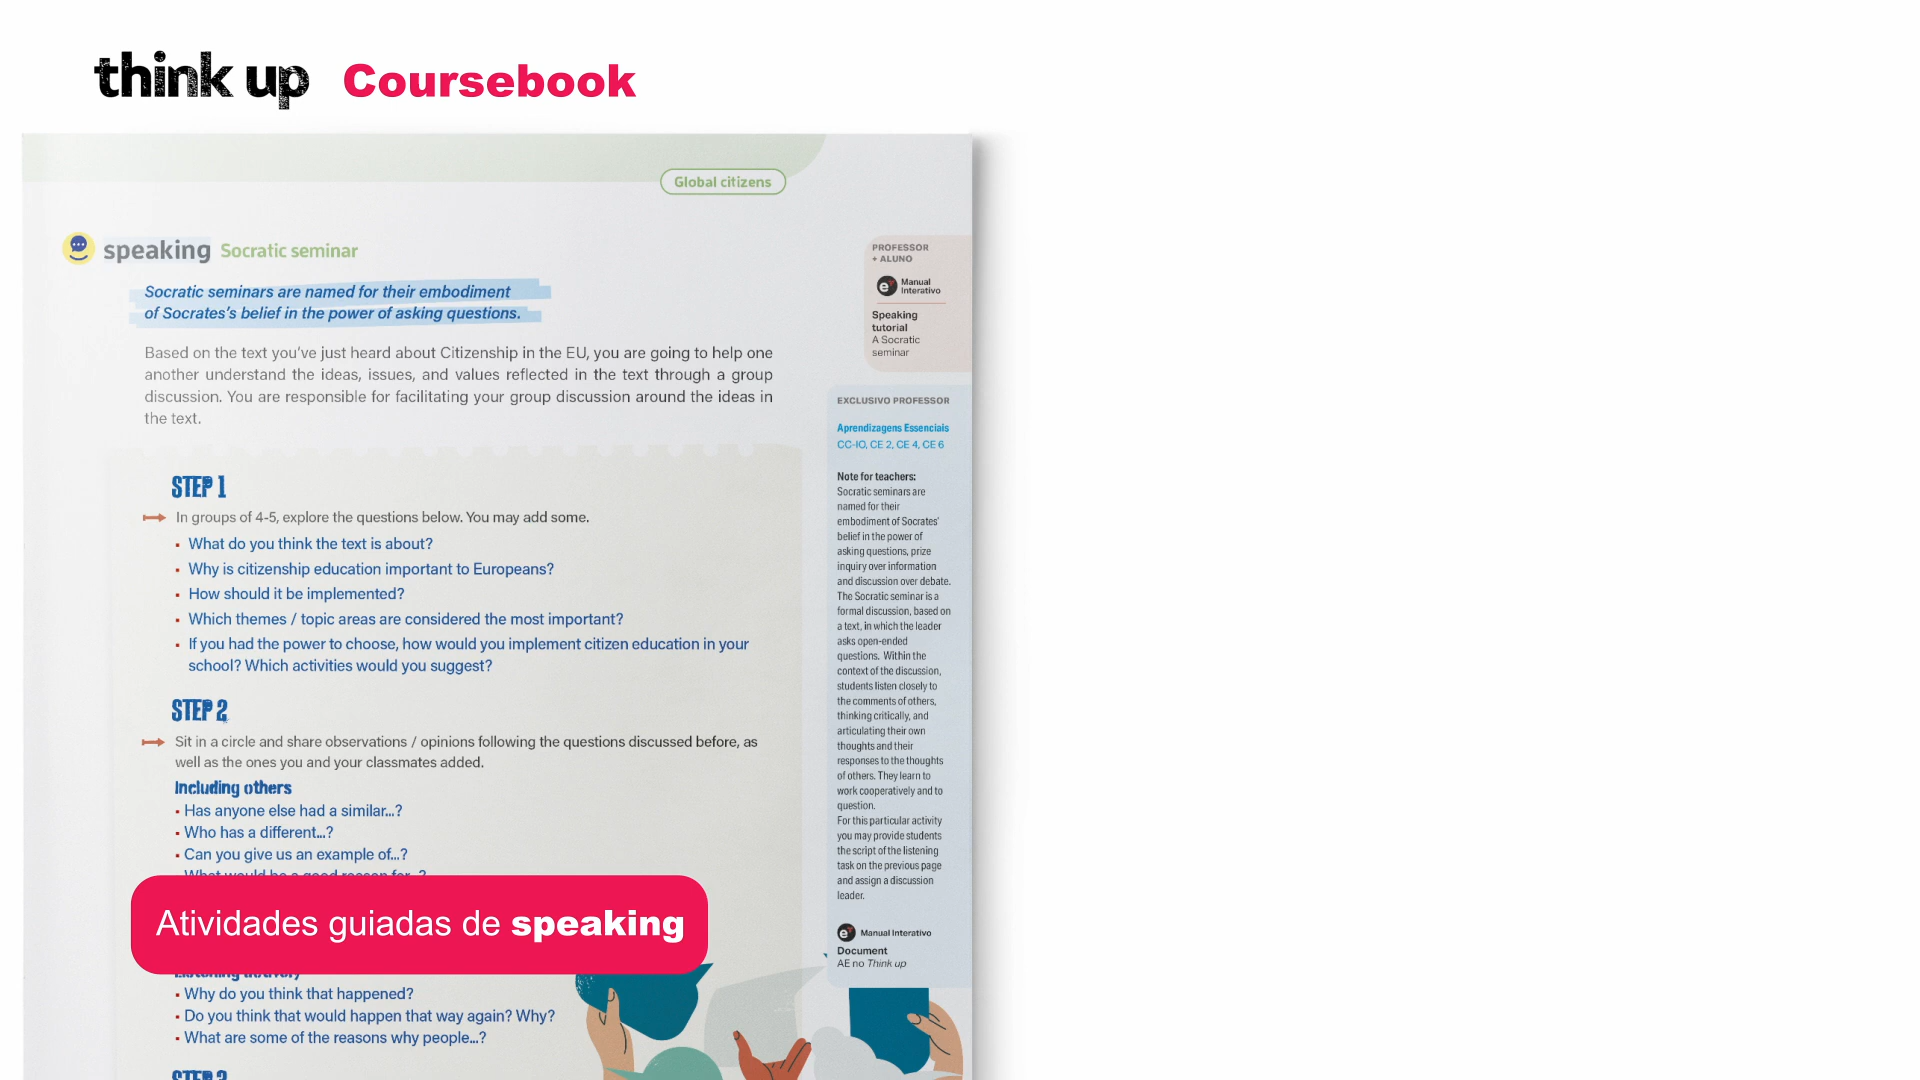 think up Coursebook
Global citizens
speaking Socratic seminar
Socratic seminars are named for their embodiment
of Socrates's belief in the power of asking questions.
Based on the text you've just heard about Citizenship in the EU, you are going to help one
another understand the ideas, issues, and values reflected in the text through a group
discussion. You are responsible for facilitating your group discussion around the ideas in
the text.
STEP 1
In groups of 4-5, explore the questions below. You may add some.
▪ What do you think the text is about?
▪ Why is citizenship education important to Europeans?
▪ How should it be implemented?
▪ Which themes / topic areas are considered the most important?
▪ If you had the power to choose, how would you implement citizen education in your
school? Which activities would you suggest?
STEP 2
Sit in a circle and share observations / opinions following the questions discussed before, as
well as the ones you and your classmates added.
Including others
▪ Has anyone else had a similar...?
▪ Who has a different...?
▪ Can you give us an example of...?
What would be a good reason for...?
Atividades guiadas de speaking
▪ Why do you think that happened?
▪ Do you think that would happen that way again? Why?
▪ What are some of the reasons why people...?
STEP 3
PROFESSOR
+ ALUNO
Manual
Interativo
Speaking
tutorial
A Socratic
seminar
EXCLUSIVO PROFESSOR
Aprendizagens Essenciais
CC-IO, CE 2, CE 4, CE 6
Note for teachers:
Socratic seminars are
named for their
embodiment of Socrates'
belief in the power of
asking questions, prize
inquiry over information
and discussion over debate.
The Socratic seminar is a
formal discussion, based on
a text, in which the leader
asks open-ended
questions. Within the
context of the discussion,
students listen closely to
the comments of others,
thinking critically, and
articulating their own
thoughts and their
responses to the thoughts
of others. They learn to
work cooperatively and to
question.
For this particular activity
you may provide students
the script of the listening
task on the previous page
and assign a discussion
leader.
Manual Interativo
Document
AE no Think up